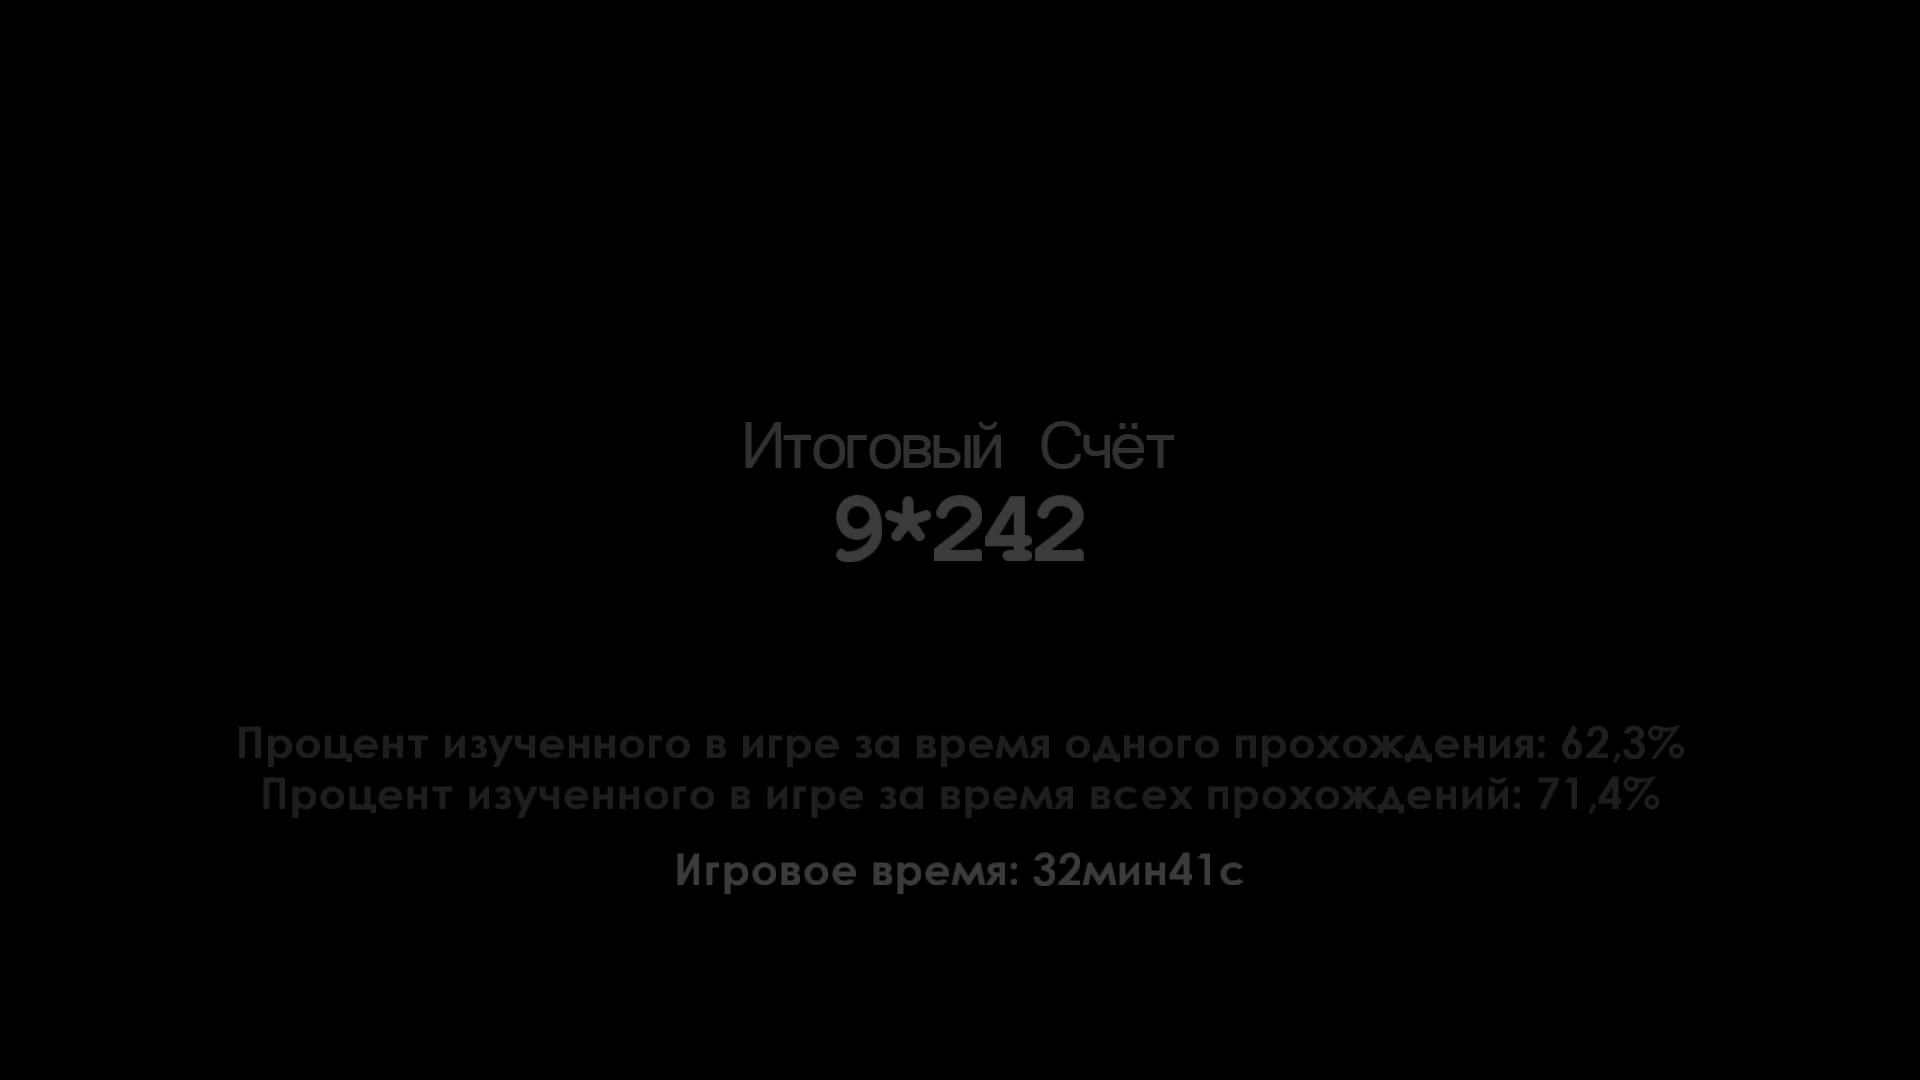 Итоговый Счёт
9*242
Процент изученного в игре за время одного прохождения: 62,3%
Процент изученного в игре за время всех прохождений: 71,4%
Игровое время: 32мин41с